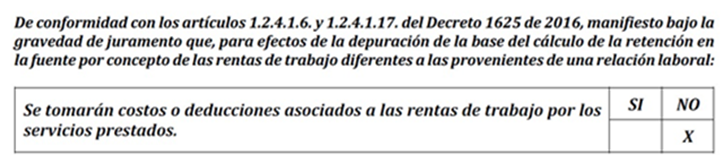 De conformidad con los artículos 1.2.4.1.6. y 1.2.4.1.17. del Decreto 1625 de 2016, manifiesto bajo la
gravedad de juramento que, para efectos de la depuración de la base del cálculo de la retención en
la fuente por concepto de las rentas de trabajo diferentes a las provenientes de una relación laboral:
Se tomarán costos o deducciones asociados a las rentas de trabajo por los SI NO
servicios prestados. X